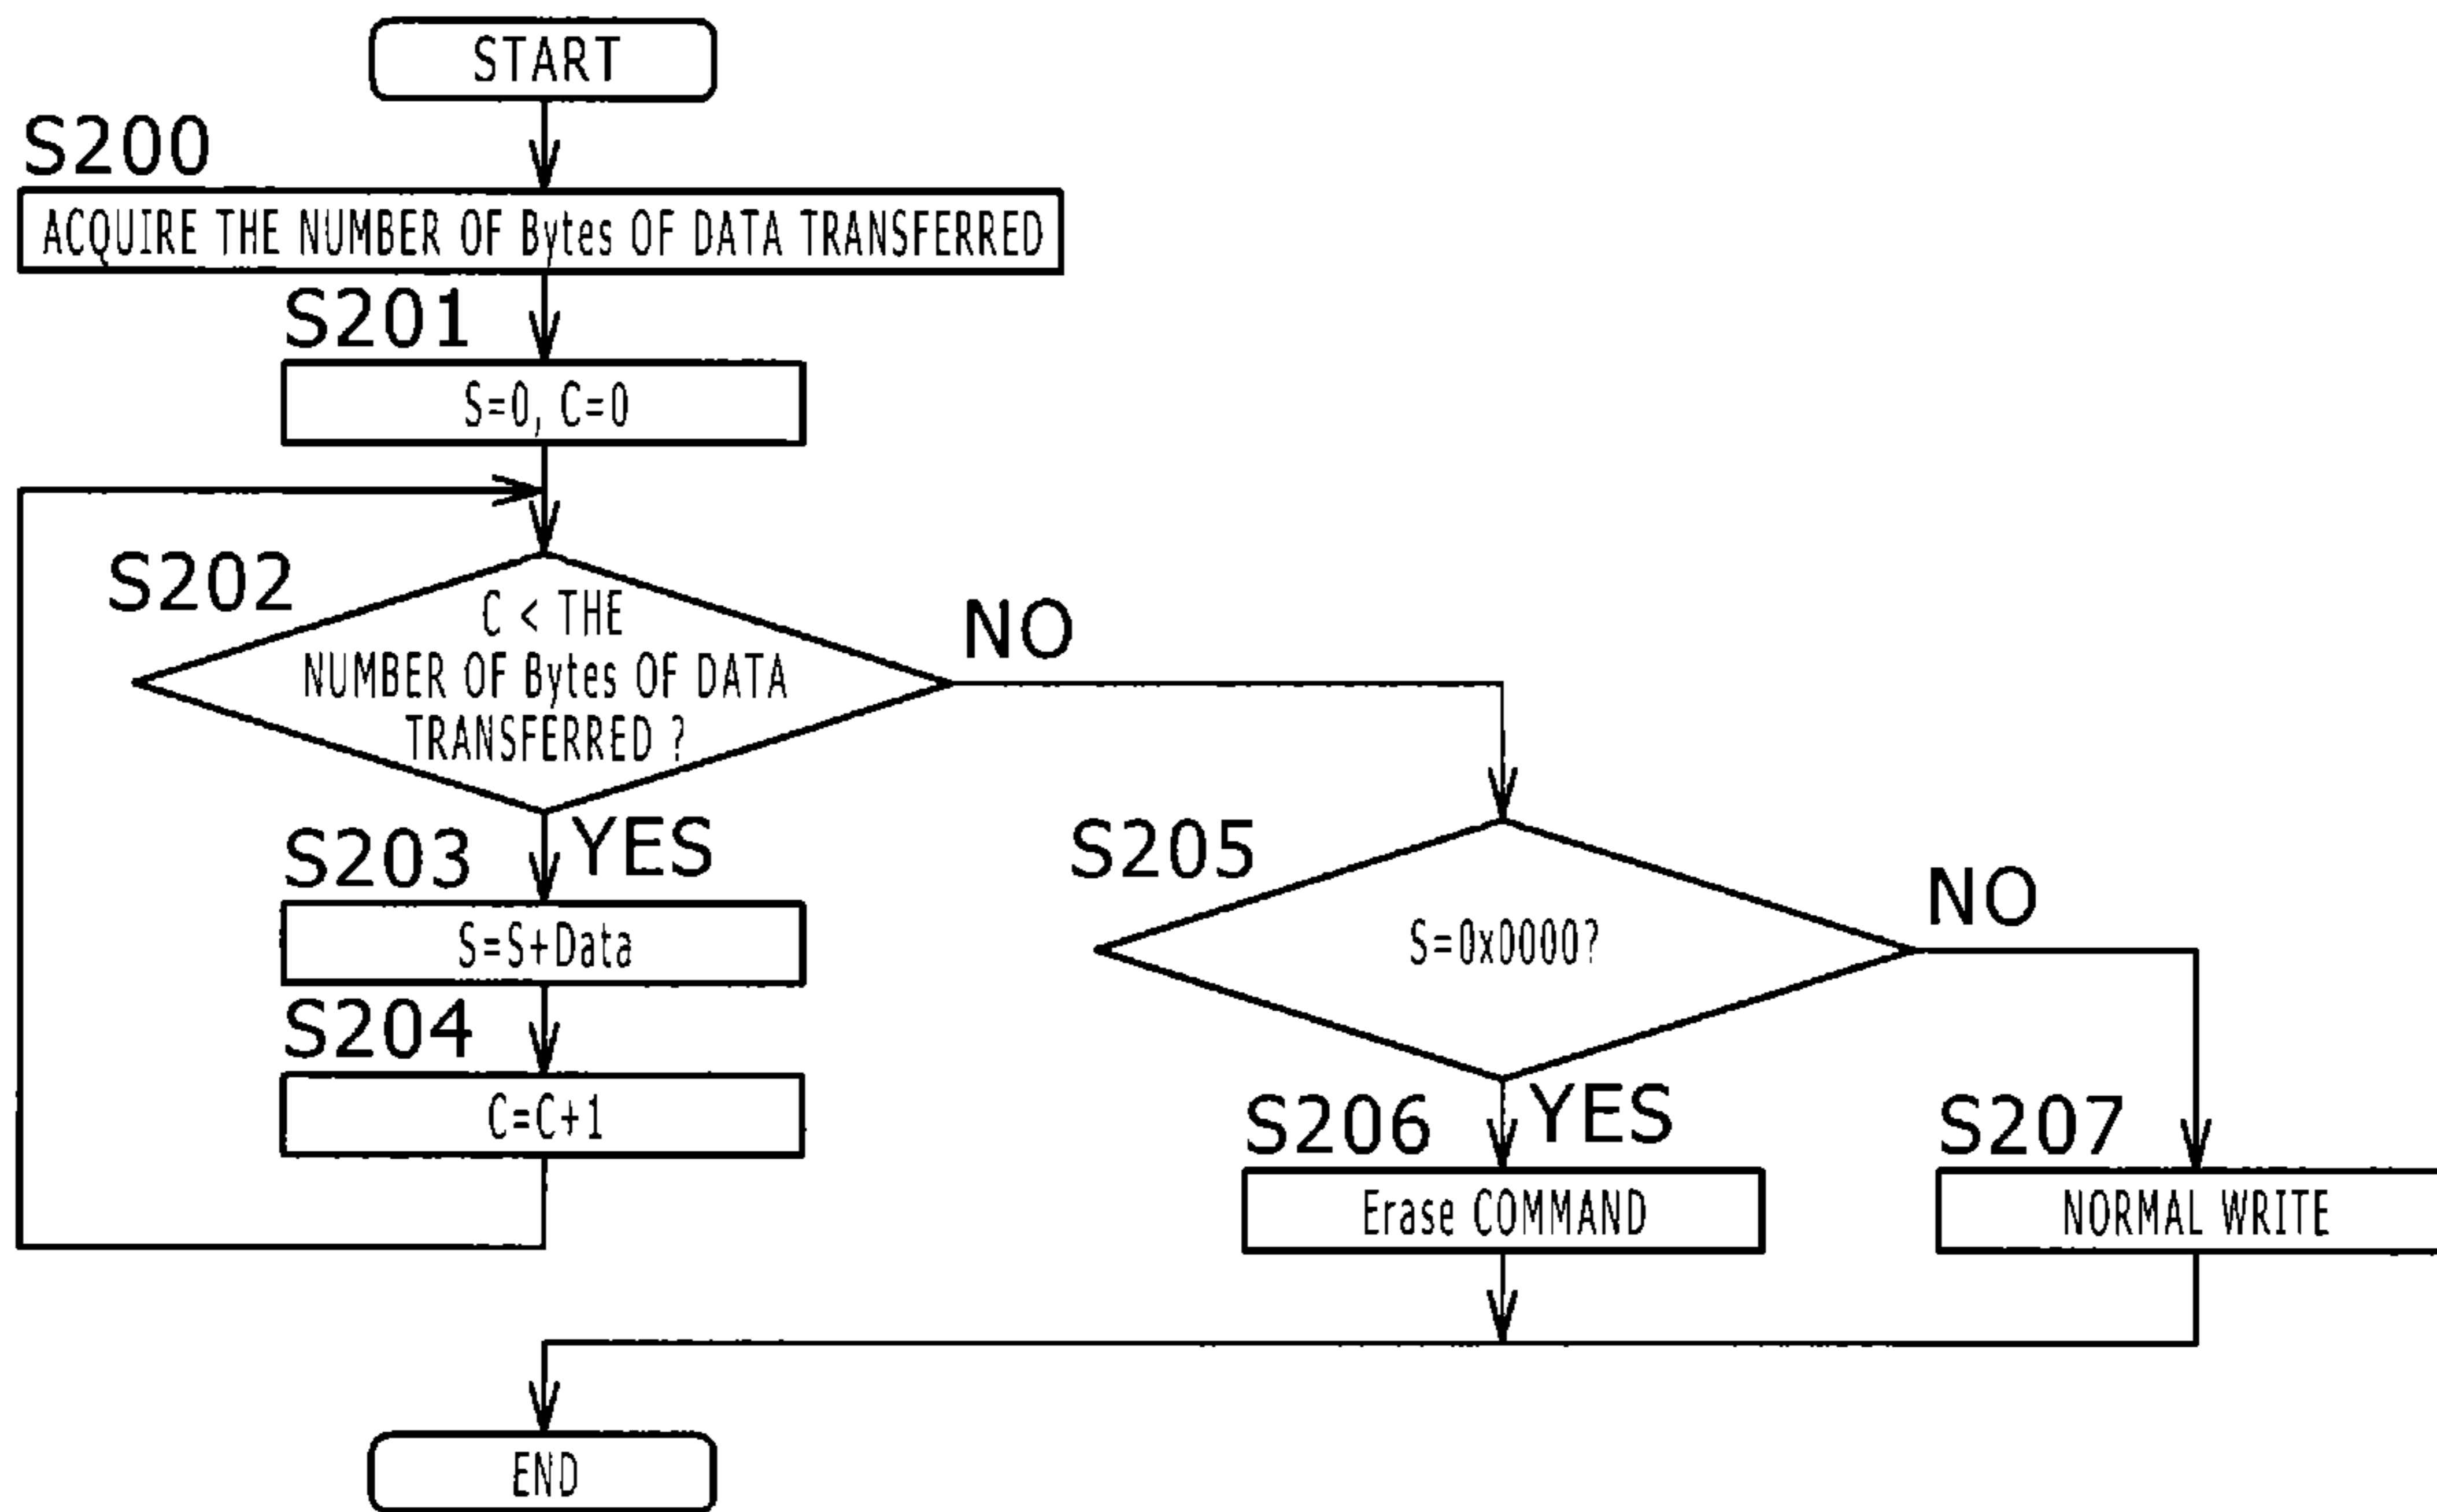 START
S200
ACQUIRE THE NUMBER OF Bytes OF DATA TRANSFERRED
S201
S=0, C=0
S202
C < THE
NUMBER OF Bytes OF DATA
TRANSFERRED ?
NO
YES
S203
S=S+Data
S204
C=C+1
S205
S=0x0000?
NO
YES
S206
Erase COMMAND
S207
NORMAL WRITE
END